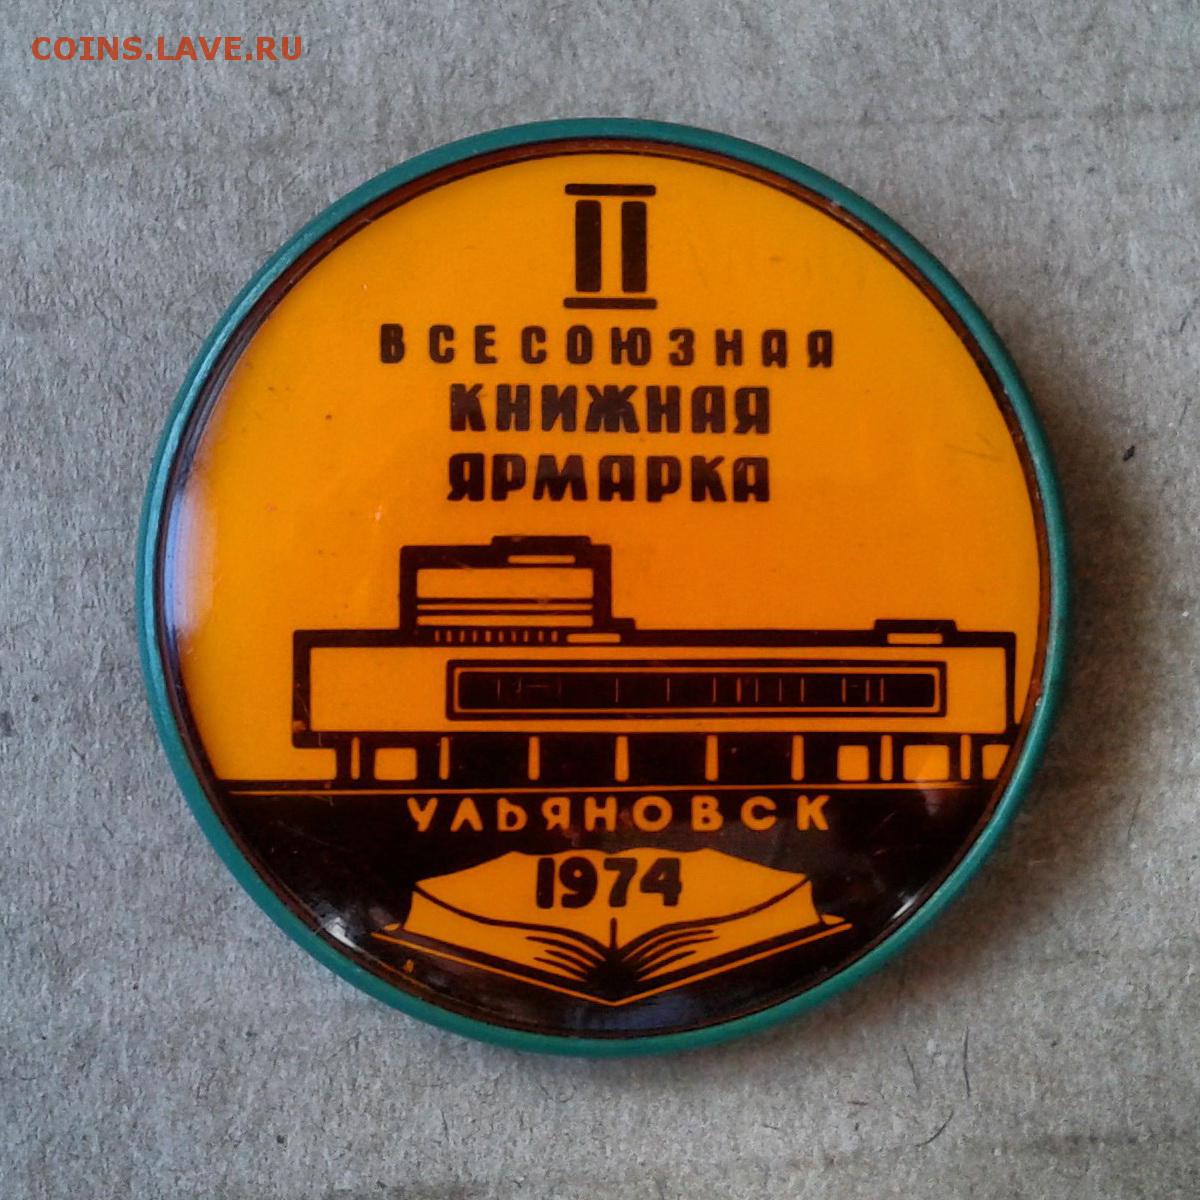 COINS.LAVE.RU
II
ВСЕСОЮЗНАЯ
КНИЖНАЯ
ЯРМАРКА
УЛЬЯНОВСК
1974